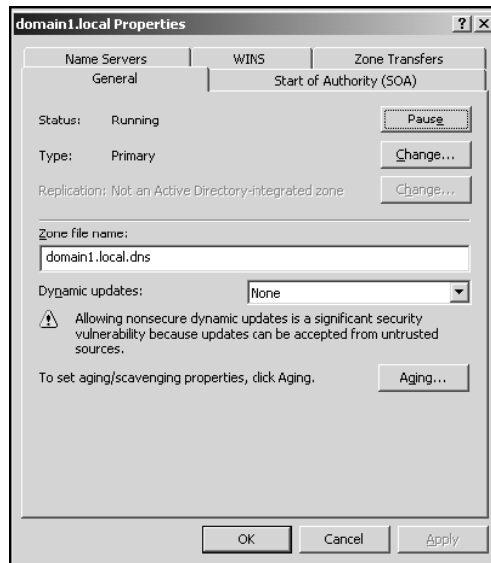 domain1.local Properties
Name Servers
WINS
Zone Transfers
General
Start of Authority (SOA)
Status: Running
Pause
Type: Primary
Change...
Replication: Not an Active Directory-integrated zone
Change...
Zone file name:
domain1.local.dns
Dynamic updates: None
Allowing nonsecure dynamic updates is a significant security
vulnerability because updates can be accepted from untrusted
sources.
To set aging/scavenging properties, click Aging.
Aging...
OK
Cancel
Apply